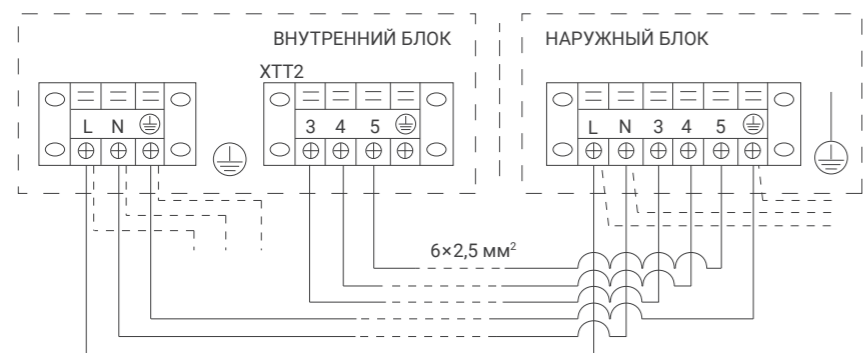 ВНУТРЕННИЙ БЛОК
НАРУЖНЫЙ БЛОК
XTT2
L N
3 4 5
L N 3 4 5
6×2,5 мм²